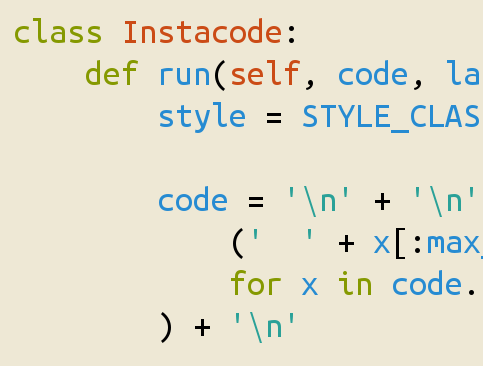 class Instacode:
    def run(self, code, la
        style = STYLE_CLAS
        code = '\n' + '\n'
            ('  ' + x[:max_
            for x in code.
        ) + '\n'